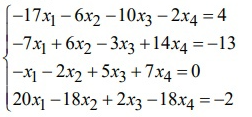 -17x₁ -6x₂ -10x₃ -2x₄ = 4
-7x₁ +6x₂ -3x₃ +14x₄ = -13
-x₁ -2x₂ +5x₃ +7x₄ = 0
20x₁ -18x₂ +2x₃ -18x₄ = -2